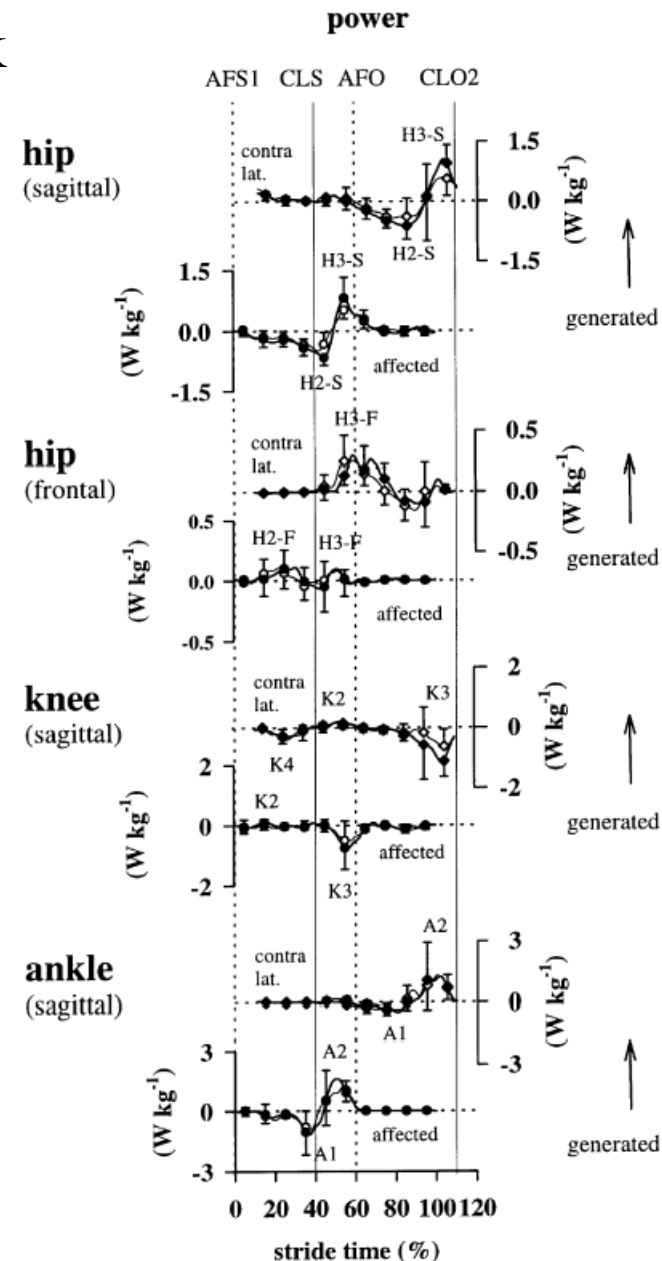 power
K
AFS1 CLS AFO CLO2
hip
(sagittal)
contra
lat.
H3-S
H2-S
1.5
0.0
-1.5
(W kg-1)
generated
H3-S
H2-S
1.5
0.0
-1.5
(W kg-1)
affected
hip
(frontal)
contra
lat.
H3-F
0.5
0.0
-0.5
(W kg-1)
generated
H2-F H3-F
0.5
0.0
-0.5
(W kg-1)
affected
knee
(sagittal)
contra
lat.
K2
K3
K4
2
0
-2
(W kg-1)
generated
K2
K3
2
0
-2
(W kg-1)
affected
ankle
(sagittal)
contra
lat.
A2
A1
3
0
-3
(W kg-1)
generated
A2
A1
3
0
-3
(W kg-1)
affected
0 20 40 60 80 100 120
stride time (%)